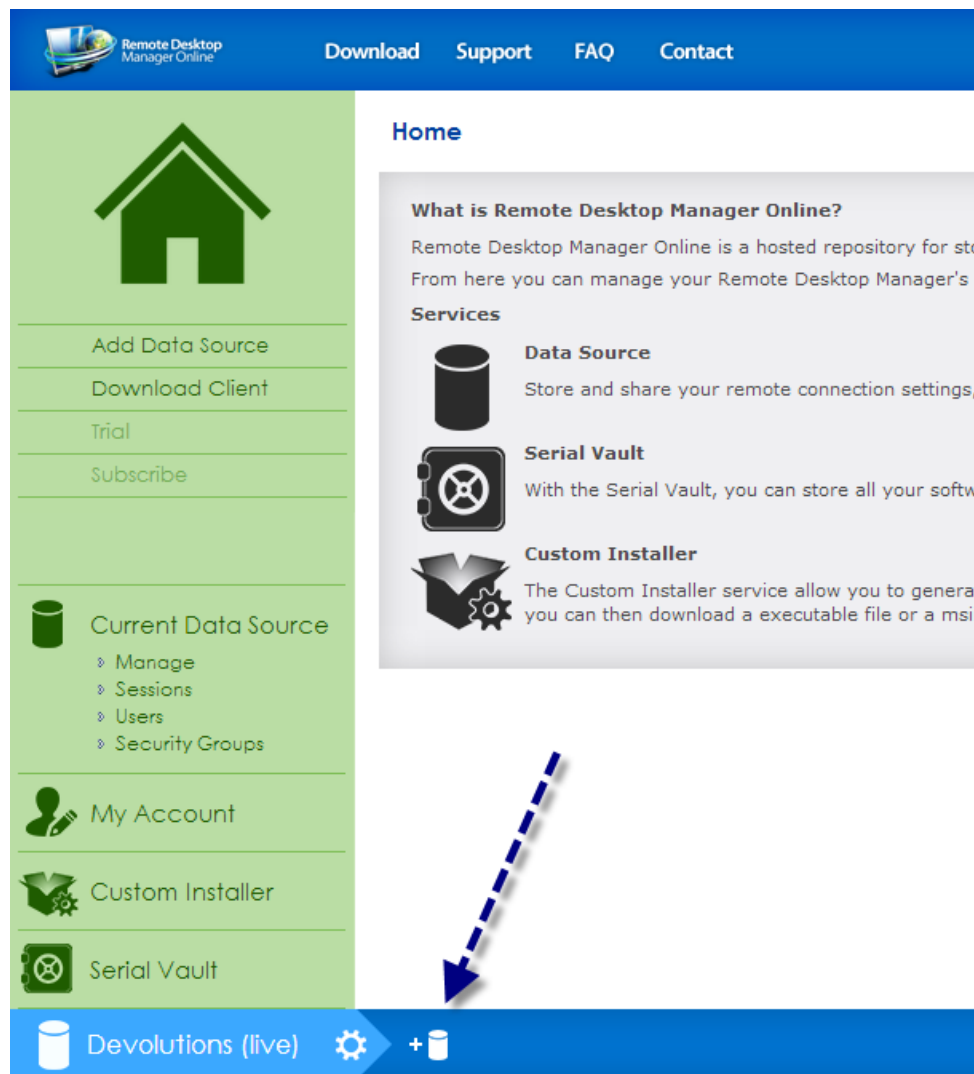 Remote Desktop
Manager Online
Download Support FAQ Contact
Home
What is Remote Desktop Manager Online?
Remote Desktop Manager Online is a hosted repository for
From here you can manage your Remote Desktop Manager's
Services
Data Source
Store and share your remote connection settings,
Serial Vault
With the Serial Vault, you can store all your
Custom Installer
The Custom Installer service allow you to
you can then download a executable file or a msi
Add Data Source
Download Client
Trial
Subscribe
Current Data Source
» Manage
» Sessions
» Users
» Security Groups
My Account
Custom Installer
Serial Vault
Devolutions (live)
+